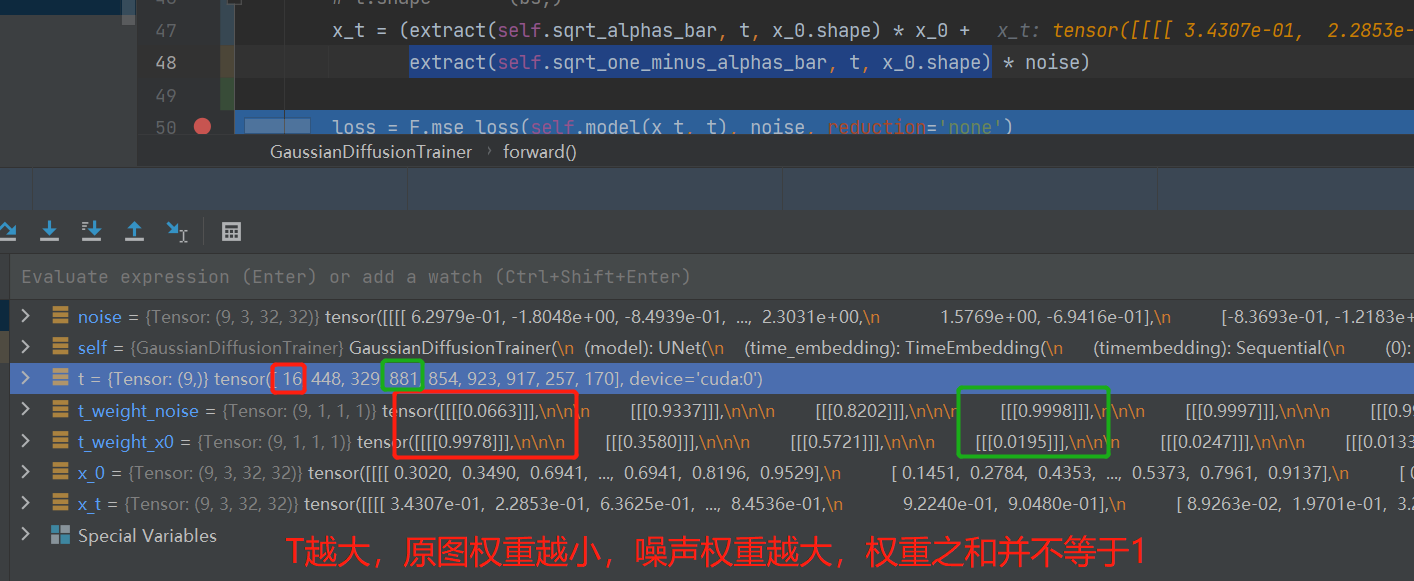 47 x_t = (extract(self.sqrt_alphas_bar, t, x_0.shape) * x_0 + x_t: tensor([[[[ 3.4307e-01, 2.2853e-
48 extract(self.sqrt_one_minus_alphas_bar, t, x_0.shape) * noise)
49
50 loss = F.mse_loss(self.model(x_t, t), noise, reduction='none')
GaussianDiffusionTrainer › forward()
Evaluate expression (Enter) or add a watch (Ctrl+Shift+Enter)
noise = {Tensor: (9, 3, 32, 32)} tensor([[[[ 6.2979e-01, -1.8048e+00, -8.4939e-01, ..., 2.3031e+00,\n 1.5769e+00, -6.9416e-01],\n [-8.3693e-01, -1.2183e+
self = {GaussianDiffusionTrainer} GaussianDiffusionTrainer(\n (model): UNet(\n (time_embedding): TimeEmbedding(\n (timembedding): Sequential(\n (0):
t = {Tensor: (9,)} tensor([ 16, 448, 329, 881, 854, 923, 917, 257, 170], device='cuda:0')
t_weight_noise = {Tensor: (9, 1, 1, 1)} tensor([[[[[0.0663]]],\n\n\n [[[0.9337]]],\n\n\n [[[0.8202]]],\n\n\n [[[0.9998]]],\n\n\n [[[0.9997]]],\n\n\n [[[0.99
t_weight_x0 = {Tensor: (9, 1, 1, 1)} tensor([[[[[0.9978]]],\n\n\n [[[0.3580]]],\n\n\n [[[0.5721]]],\n\n\n [[[0.0195]]],\n\n\n [[[0.0247]]],\n\n\n [[[0.0133
x_0 = {Tensor: (9, 3, 32, 32)} tensor([[[[ 0.3020, 0.3490, 0.6941, ..., 0.6941, 0.8196, 0.9529],\n [ 0.1451, 0.2784, 0.4353, ..., 0.5373, 0.7961, 0.9137],\n [ 0
x_t = {Tensor: (9, 3, 32, 32)} tensor([[[[ 3.4307e-01, 2.2853e-01, 6.3625e-01, ..., 8.4536e-01,\n 9.2240e-01, 9.0480e-01],\n [ 8.9263e-02, 1.9701e-01, 3.2
Special Variables
T越大，原图权重越小，噪声权重越大，权重之和并不等于1